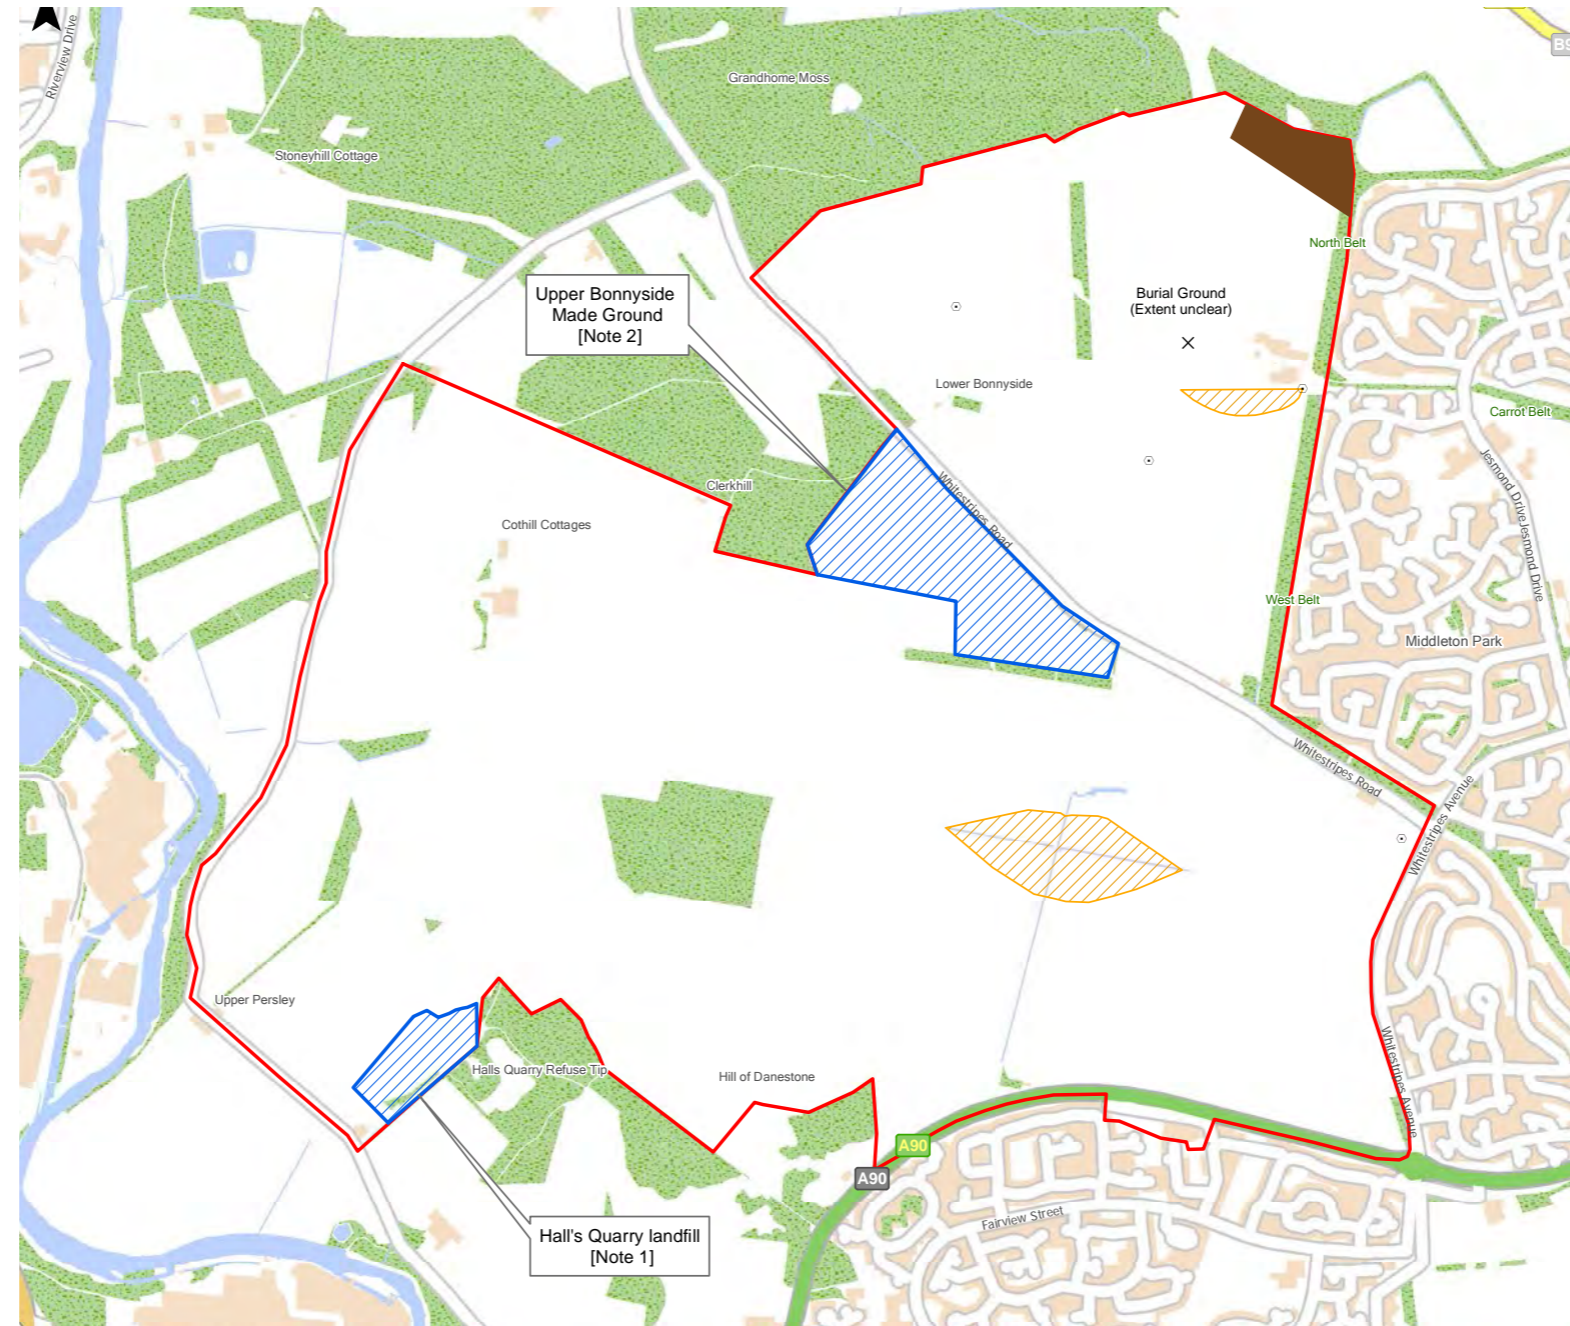 Riverview Drive
B9
Grandhome Moss
Stoneyhill Cottage
North Belt
Upper Bonnyside
Made Ground
[Note 2]
Burial Ground
(Extent unclear)
Lower Bonnyside
Carrot Belt
Clerkhill
Whitestripes Road
Jesmond Drive
Jesmond Drive
Cothill Cottages
West Belt
Middleton Park
Whitestripes Road
Whitestripes Avenue
Upper Persley
Halls Quarry Refuse Tip
Hill of Danestone
Whitestripes Avenue
A90
A90
Fairview Street
Hall's Quarry landfill
[Note 1]